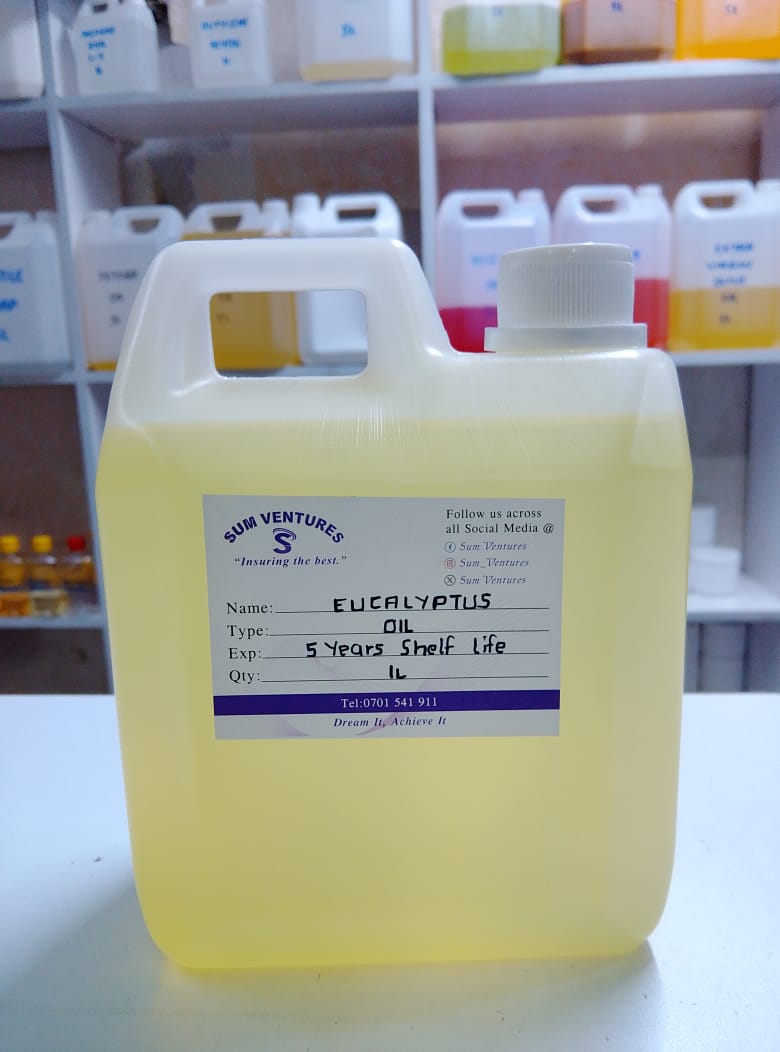 SUM VENTURES
S
"Insuring the best."
Follow us across
all Social Media @
Sum Ventures
Sum_Ventures
Sum Ventures
Name: EUCALYPTUS
Type: OIL
Exp: 5 Years Shelf life
Qty: 1L
Tel:0701 541 911
Dream It, Achieve It